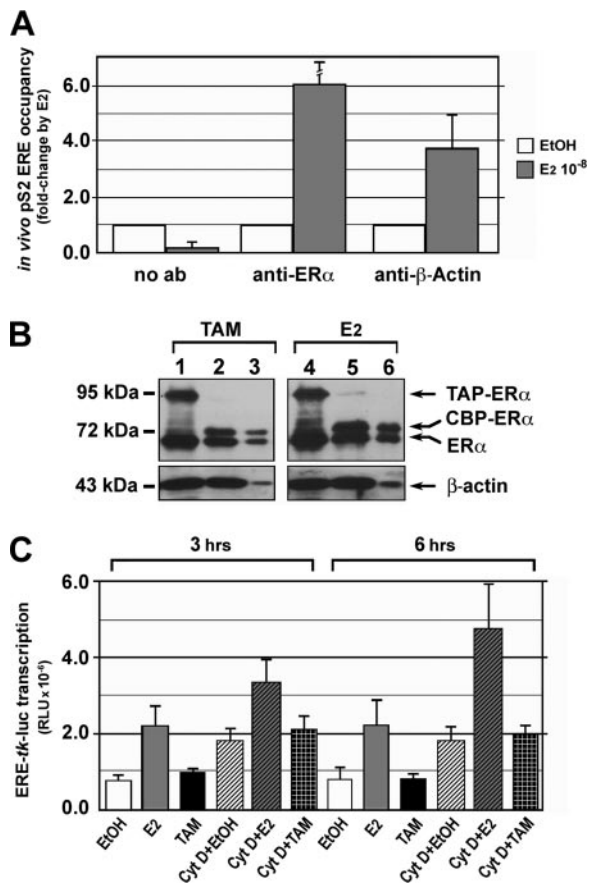 A
in vivo pS2 ERE occupancy
(fold-change by E2)
6.0
4.0
2.0
0.0
no ab
anti-ERα
anti-β-Actin
EtOH
E2 10-8
B
TAM
E2
1 2 3 4 5 6
95 kDa
TAP-ERα
72 kDa
CBP-ERα
ERα
43 kDa
β-actin
C
3 hrs
6 hrs
ERE-tk-luc transcription
(RLU x 10-6)
6.0
4.0
2.0
0.0
EtOH
E2
TAM
Cyt D+EtOH
Cyt D+E2
Cyt D+TAM
EtOH
E2
TAM
Cyt D+EtOH
Cyt D+E2
Cyt D+TAM